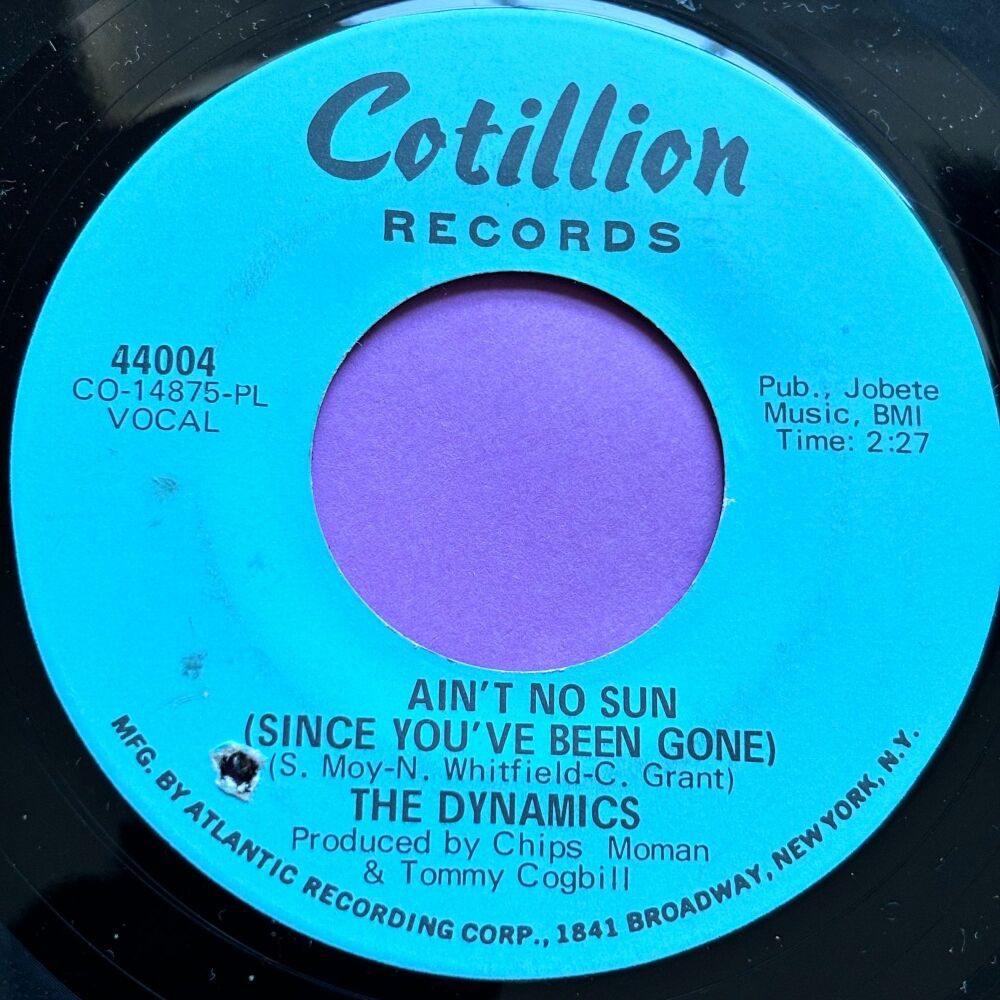 Cotillion
RECORDS
44004
CO-14875-PL
VOCAL
Pub., Jobete
Music, BMI
Time: 2:27
AIN'T NO SUN
(SINCE YOU'VE BEEN GONE)
(S. Moy-N. Whitfield-C. Grant)
THE DYNAMICS
Produced by Chips Moman
& Tommy Cogbill
MFG. BY ATLANTIC RECORDING CORP., 1841 BROADWAY, NEW YORK, N.Y.